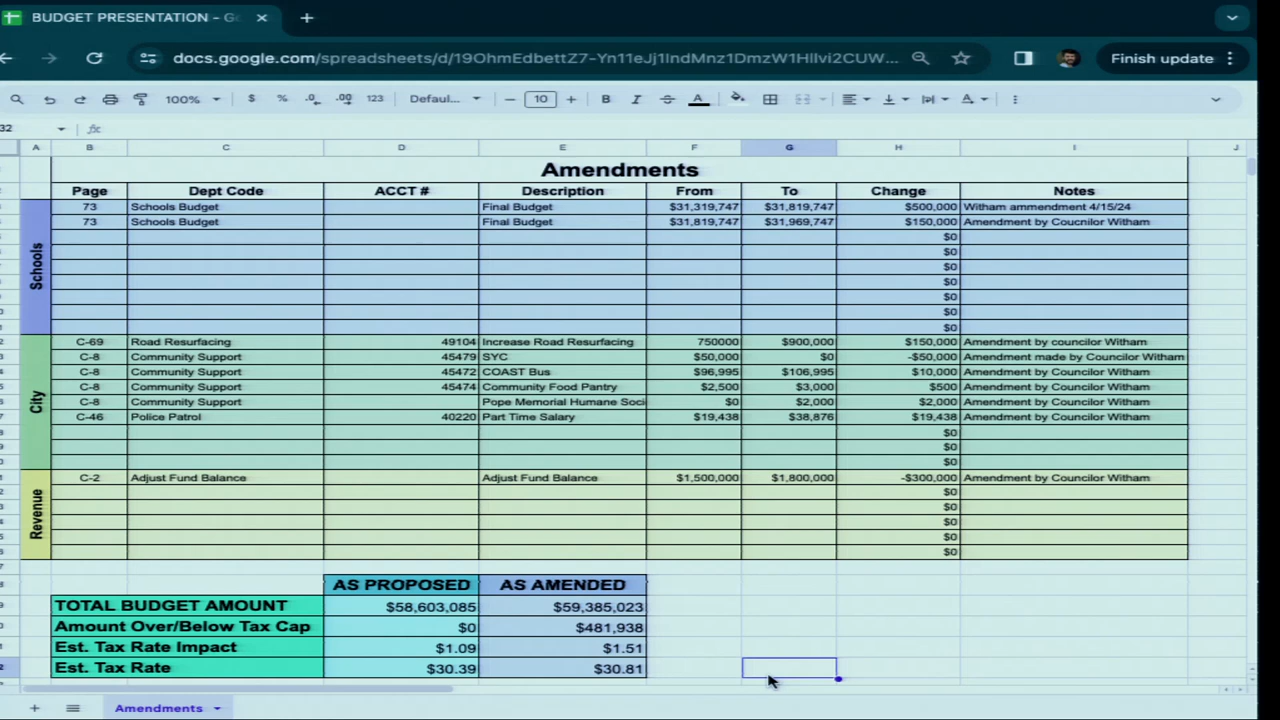 BUDGET PRESENTATION - Go
docs.google.com/spreadsheets/d/19OhmEdbettZ7-Yn11eJj1IndMnz1DmzW1HIlvi2CUW...
Finish update
100% $ % .0 .00 123 Defaul... 10 B I A
32 fx
A B C D E F G H I J
Amendments
Page Dept Code ACCT # Description From To Change Notes
Schools
73 Schools Budget Final Budget $31,319,747 $31,819,747 $500,000 Witham ammendment 4/15/24
73 Schools Budget Final Budget $31,819,747 $31,969,747 $150,000 Amendment by Coucnilor Witham
$0
$0
$0
$0
$0
$0
$0
City
C-69 Road Resurfacing 49104 Increase Road Resurfacing 750000 $900,000 $150,000 Amendment by councilor Witham
C-8 Community Support 45479 SYC $50,000 $0 -$50,000 Amendment made by Councilor Witham
C-8 Community Support 45472 COAST Bus $96,995 $106,995 $10,000 Amendment by Councilor Witham
C-8 Community Support 45474 Community Food Pantry $2,500 $3,000 $500 Amendment by Councilor Witham
C-8 Community Support Pope Memorial Humane Soci $0 $2,000 $2,000 Amendment by Councilor Witham
C-46 Police Patrol 40220 Part Time Salary $19,438 $38,876 $19,438 Amendment by Councilor Witham
$0
$0
$0
Revenue
C-2 Adjust Fund Balance Adjust Fund Balance $1,500,000 $1,800,000 -$300,000 Amendment by Councilor Witham
$0
$0
$0
$0
$0
AS PROPOSED AS AMENDED
TOTAL BUDGET AMOUNT $58,603,085 $59,385,023
Amount Over/Below Tax Cap $0 $481,938
Est. Tax Rate Impact $1.09 $1.51
Est. Tax Rate $30.39 $30.81
Amendments